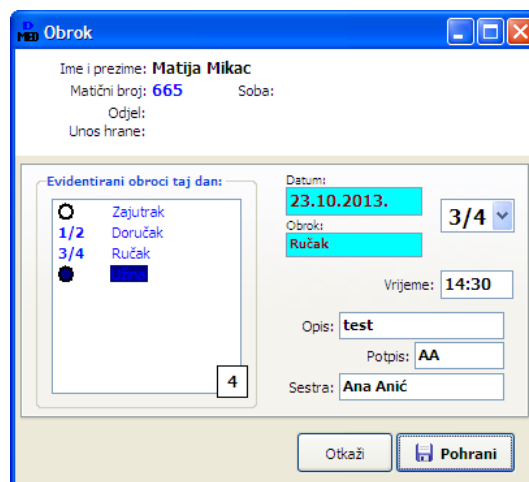 D MED Obrok
Ime i prezime: Matija Mikac
Matični broj: 665 Soba:
Odjel:
Unos hrane:
Evidentirani obroci taj dan:
Zajutrak
1/2 Doručak
3/4 Ručak
Užina
4
Datum:
23.10.2013.
3/4
Obrok:
Ručak
Vrijeme: 14:30
Opis: test
Potpis: AA
Sestra: Ana Anić
Otkaži Pohrani